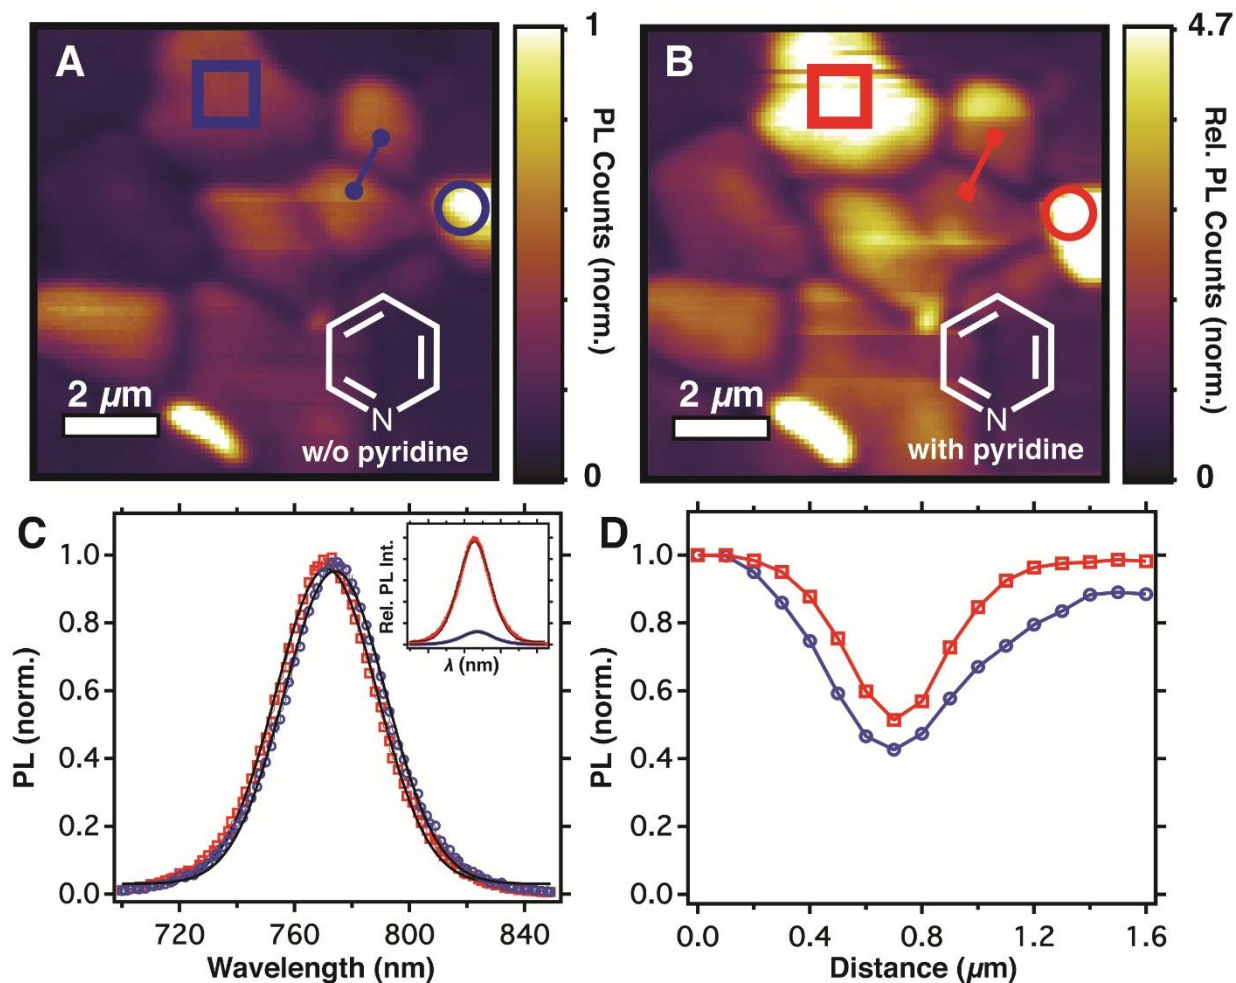 A
N
w/o pyridine
2 µm
1
PL Counts (norm.)
0
B
N
with pyridine
2 µm
4.7
Rel. PL Counts (norm.)
0
C
PL (norm.)
1.0
0.8
0.6
0.4
0.2
0.0
720 760 800 840
Wavelength (nm)
Rel. PL Int.
λ (nm)
D
PL (norm.)
1.0
0.8
0.6
0.4
0.2
0.0
0.0 0.4 0.8 1.2 1.6
Distance (µm)